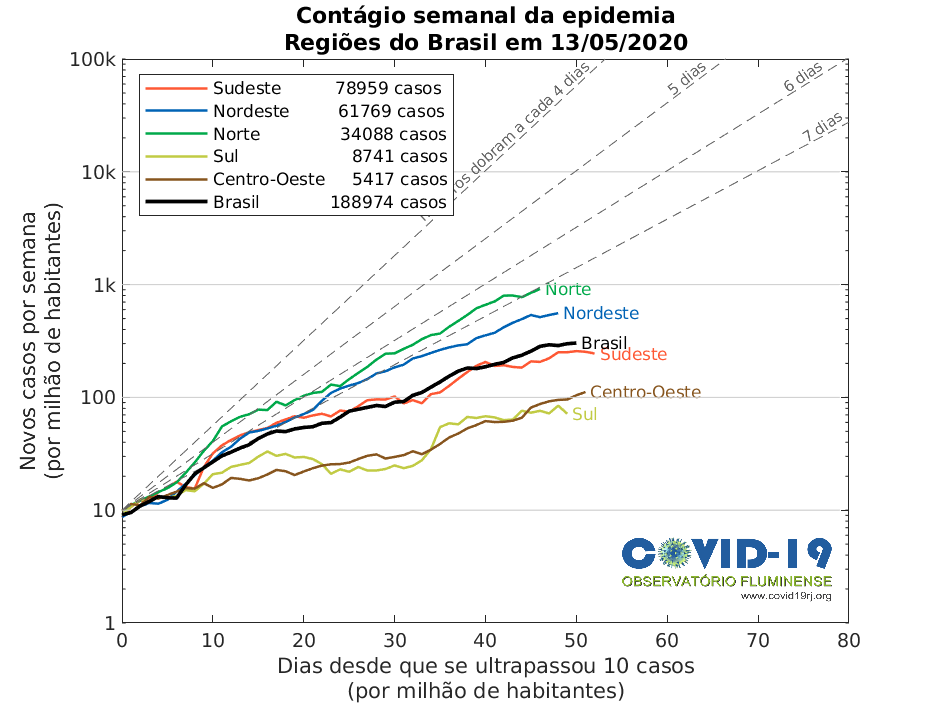 Contágio semanal da epidemia
Regiões do Brasil em 13/05/2020
Novos casos por semana
(por milhão de habitantes)
100k
10k
1k
100
10
1
Sudeste 78959 casos
Nordeste 61769 casos
Norte 34088 casos
Sul 8741 casos
Centro-Oeste 5417 casos
Brasil 188974 casos
dobram a cada 4 dias
5 dias
6 dias
7 dias
Norte
Nordeste
Brasil
Sudeste
Centro-Oeste
Sul
COVID-19
OBSERVATÓRIO FLUMINENSE
www.covid19rj.org
0 10 20 30 40 50 60 70 80
Dias desde que se ultrapassou 10 casos
(por milhão de habitantes)